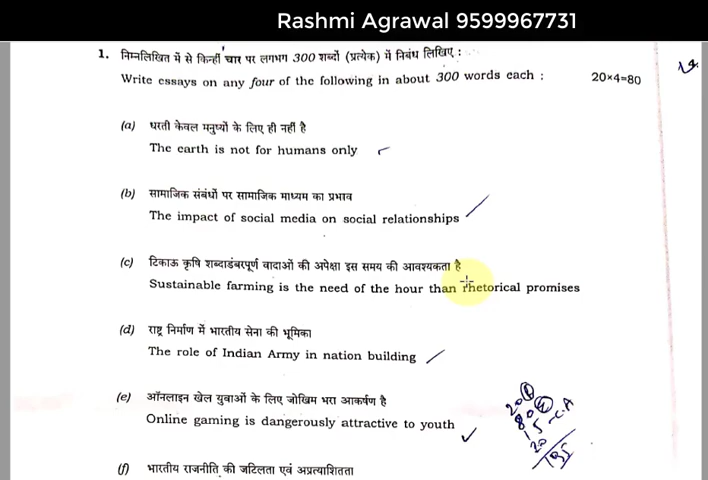 Rashmi Agrawal 9599967731
1. निम्नलिखित में से किन्हीं चार पर लगभग 300 शब्दों (प्रत्येक) में निबंध लिखिए :
Write essays on any four of the following in about 300 words each : 20×4=80
(a) धरती केवल मनुष्यों के लिए ही नहीं है
The earth is not for humans only
(b) सामाजिक संबंधों पर सामाजिक माध्यम का प्रभाव
The impact of social media on social relationships
(c) टिकाऊ कृषि शब्दाडंबरपूर्ण वादाओं की अपेक्षा इस समय की आवश्यकता है
Sustainable farming is the need of the hour than rhetorical promises
(d) राष्ट्र निर्माण में भारतीय सेना की भूमिका
The role of Indian Army in nation building
(e) ऑनलाइन खेल युवाओं के लिए जोखिम भरा आकर्षण है
Online gaming is dangerously attractive to youth
(f) भारतीय राजनीति की जटिलता एवं अप्रत्याशितता